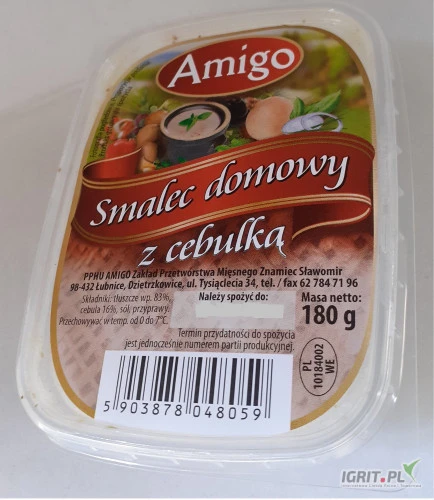 Amigo
Smalec domowy
z cebulką
PPHU AMIGO Zakład Przetwórstwa Mięsnego Znamiec Sławomir
98-432 Łubnice, Dzietrzkowice, ul. Tysiąclecia 34, tel. / fax 62 784 71 96
Składniki: tłuszcze wp. 83%,
cebula 16%, sól, przyprawy.
Przechowywać w temp. od 0 do 7°C.
Należy spożyć do:
Masa netto:
180 g
Termin przydatności do spożycia
jest jednocześnie numerem partii produkcyjnej.
PL
10184002
WE
5 903878 048059
IGRIT.PL